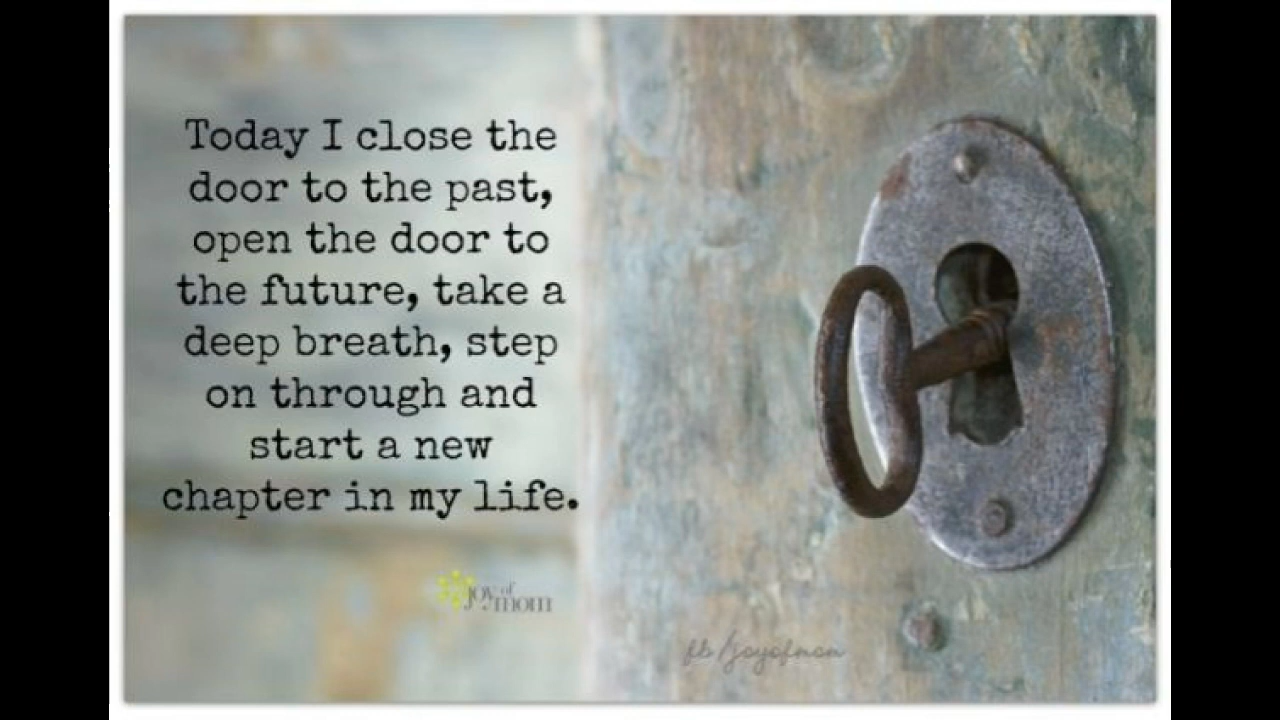 Today I close the
door to the past,
open the door to
the future, take a
deep breath, step
on through and
start a new
chapter in my life.
joy of
mom
fb/joyofmom